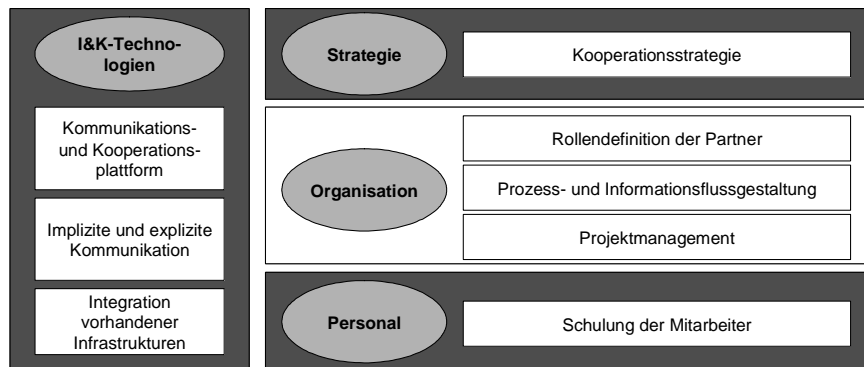 I&K-Techno-
logien
Kommunikations-
und Kooperations-
plattform
Implizite und explizite
Kommunikation
Integration
vorhandener
Infrastrukturen
Strategie
Kooperationsstrategie
Organisation
Rollendefinition der Partner
Prozess- und Informationsflussgestaltung
Projektmanagement
Personal
Schulung der Mitarbeiter